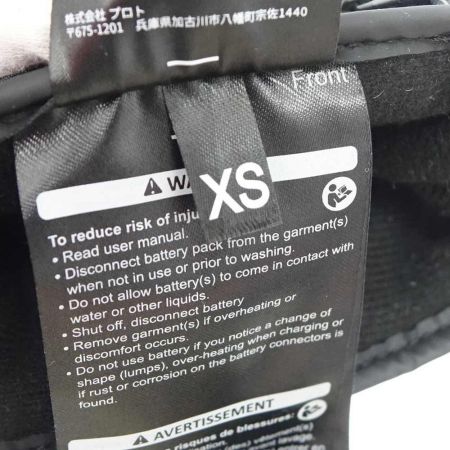 株式会社 プロト
〒675-1201 兵庫県加古川市八幡町宗佐1440
Front
XS
To reduce risk of
• Read user manual.
• Disconnect battery pack from the garment(s)
when not in use or prior to washing.
• Do not allow battery(s) to come in contact with
water or other liquids.
• Shut off, disconnect battery
• Remove garment(s) if overheating or
discomfort occurs.
• Do not use battery if you notice a change of
shape (lumps), over-heating when charging or
if rust or corrosion on the battery connectors is
found.
AVERTISSEMENT
risques de blessures:
(des) vêtement(s)
lavage,